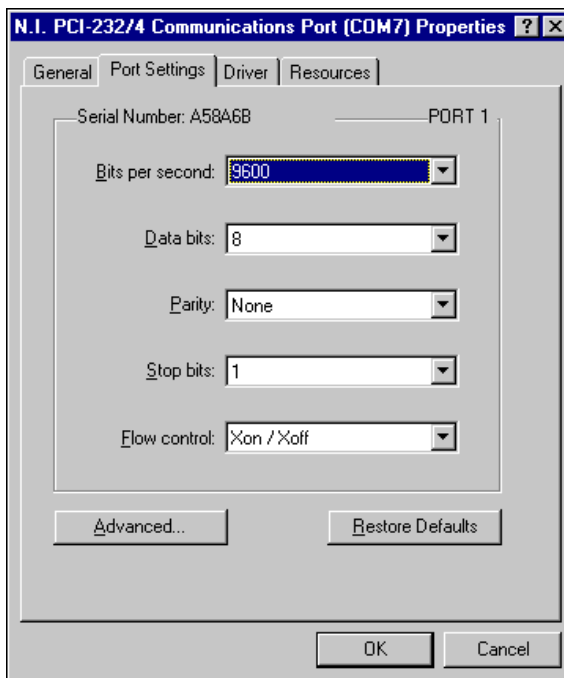 N.I. PCI-232/4 Communications Port (COM7) Properties ? X
General Port Settings Driver Resources
Serial Number: A58A6B PORT 1
Bits per second: 9600
Data bits: 8
Parity: None
Stop bits: 1
Flow control: Xon / Xoff
Advanced... Restore Defaults
OK Cancel